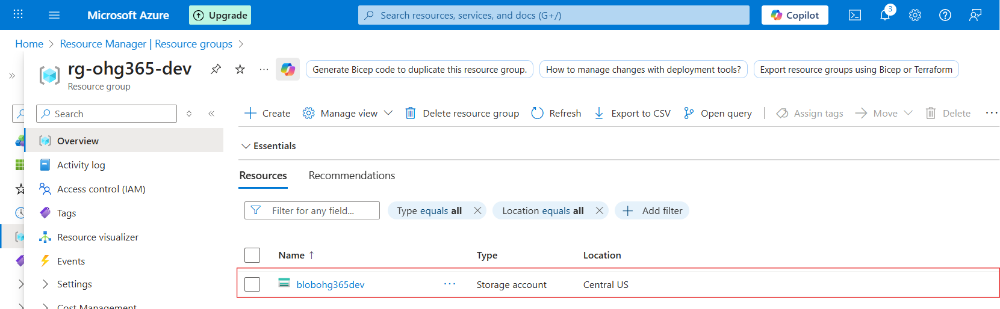 Microsoft Azure Upgrade Search resources, services, and docs (G+/) Copilot 3
Home > Resource Manager | Resource groups >
rg-ohg365-dev ... Generate Bicep code to duplicate this resource group. How to manage changes with deployment tools? Export resource groups using Bicep or Terraform
Resource group
Search Create Manage view Delete resource group Refresh Export to CSV Open query Assign tags Move Delete ...
Overview
Essentials
Activity log
Resources Recommendations
Access control (IAM)
Tags
Filter for any field... Type equals all Location equals all Add filter
Resource visualizer
Events
Name ↑ Type Location
Settings
blobohg365dev ... Storage account Central US
Cost Management